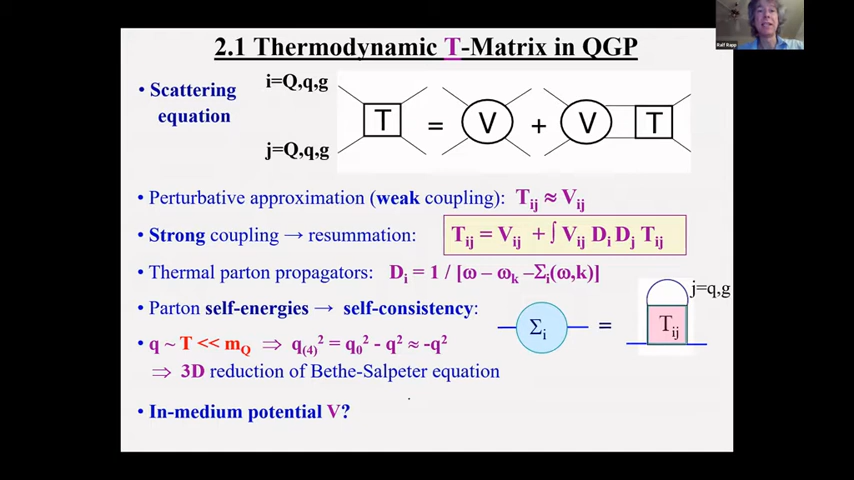 2.1 Thermodynamic T-Matrix in QGP
• Scattering equation
i=Q,q,g
j=Q,q,g
T = V + V T
• Perturbative approximation (weak coupling): Tij ≈ Vij
• Strong coupling → resummation: Tij = Vij + ∫ Vij Di Dj Tij
• Thermal parton propagators: Di = 1 / [ω – ωk –Σi(ω,k)]
• Parton self-energies → self-consistency:
Σi = Tij
j=q,g
• q ~ T << mQ ⇒ q(4)² = q0² - q² ≈ -q²
⇒ 3D reduction of Bethe-Salpeter equation
• In-medium potential V?
Ralf Rapp